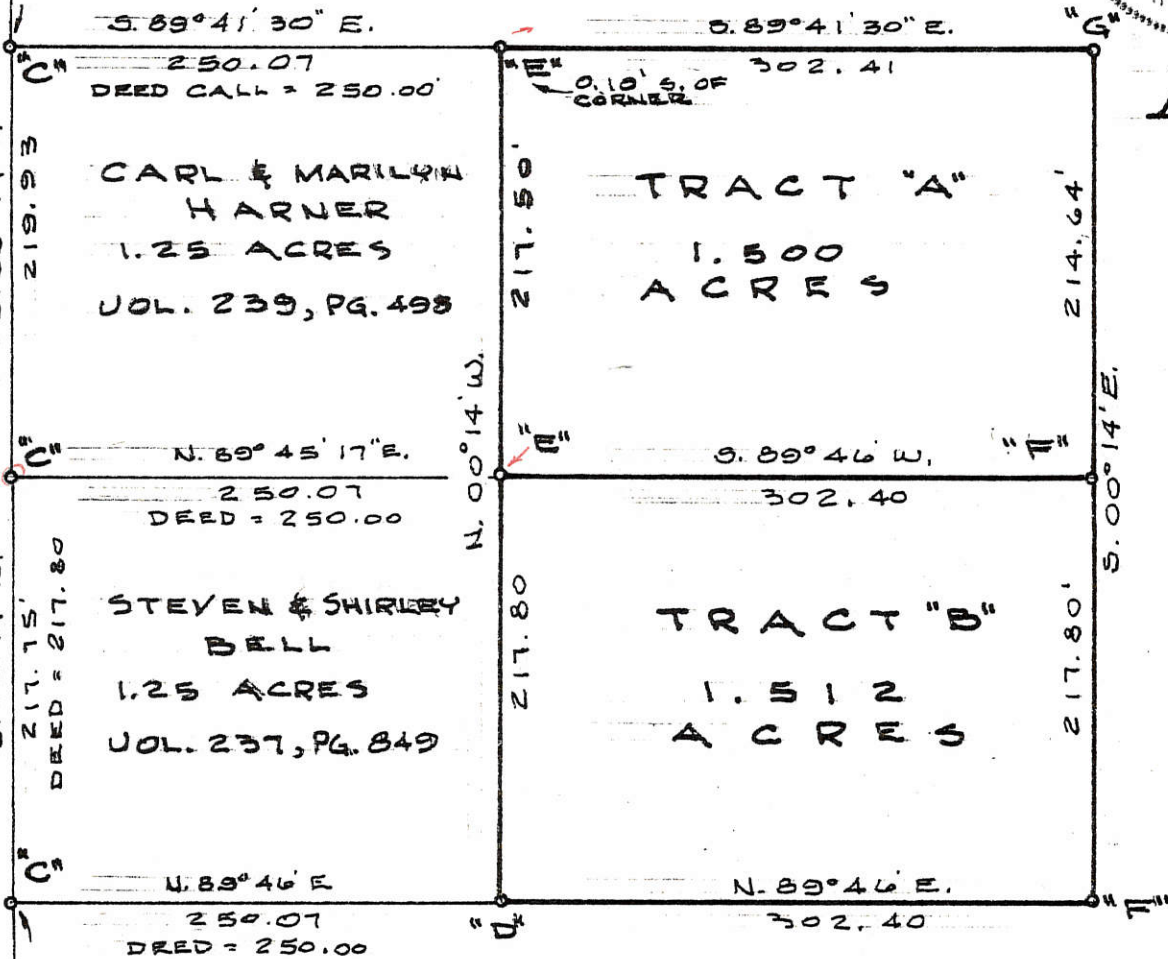 S. 89° 41' 30" E.
S. 89° 41' 30" E.
"G"
"C"
250.07
DEED CALL = 250.00'
"E"
0.10' S. OF
CORNER
302.41
219.93
CARL & MARILYN
HARNER
1.25 ACRES
VOL. 239, PG. 498
217.50'
TRACT "A"
1.500
ACRES
214.64'
"C"
N. 89° 45' 17" E.
250.07
DEED = 250.00
N. 0° 14' W.
"E"
S. 89° 46' W.
"F"
302.40
S. 00° 14' E.
217.75'
DEED = 217.80
STEVEN & SHIRLEY
BELL
1.25 ACRES
VOL. 237, PG. 849
217.80
TRACT "B"
1.512
ACRES
217.80'
"C"
N. 89° 46' E
250.07
DEED = 250.00
"D"
N. 89° 46' E.
302.40
"F"